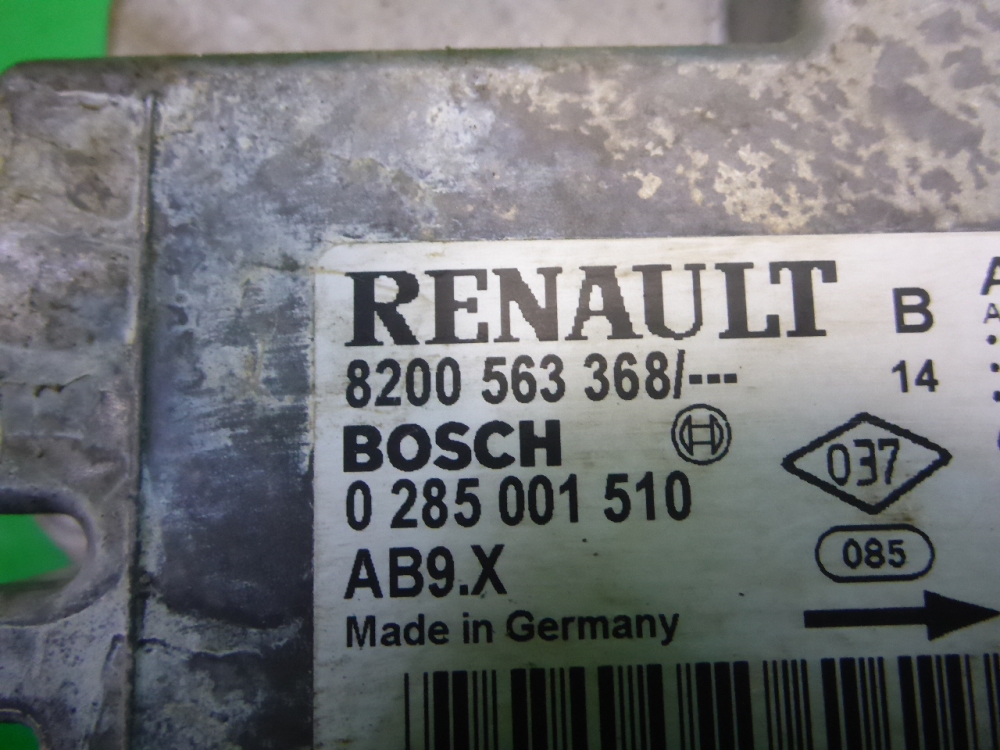 RENAULT B
8200 563 368/--- 14
BOSCH
037
0 285 001 510
085
AB9.X
Made in Germany